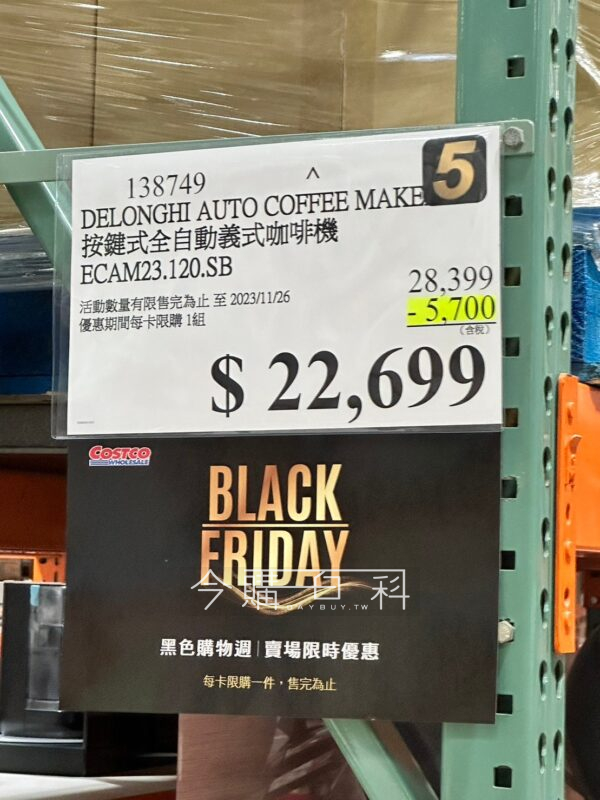 5
138749
^
DELONGHI AUTO COFFEE MAKE
按鍵式全自動義式咖啡機
ECAM23.120.SB
28,399
活動數量有限售完為止 至 2023/11/26
- 5,700
優惠期間每卡限購 1組
(含稅)
$ 22,699
COSTCO
WHOLESALE
BLACK
FRIDAY
今購百科
BUY.TW
黑色購物週|賣場限時優惠
每卡限購一件,售完為止